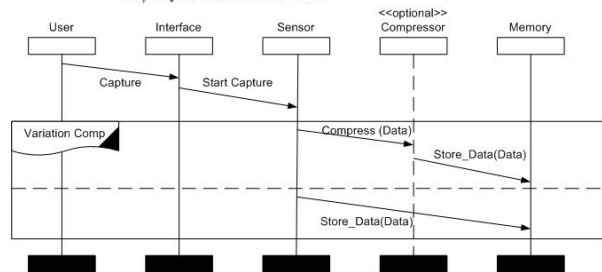 <<optional>>
User
Interface
Sensor
Compressor
Memory
Capture
Start Capture
Variation Comp
Compress (Data)
Store_Data(Data)
Store_Data(Data)